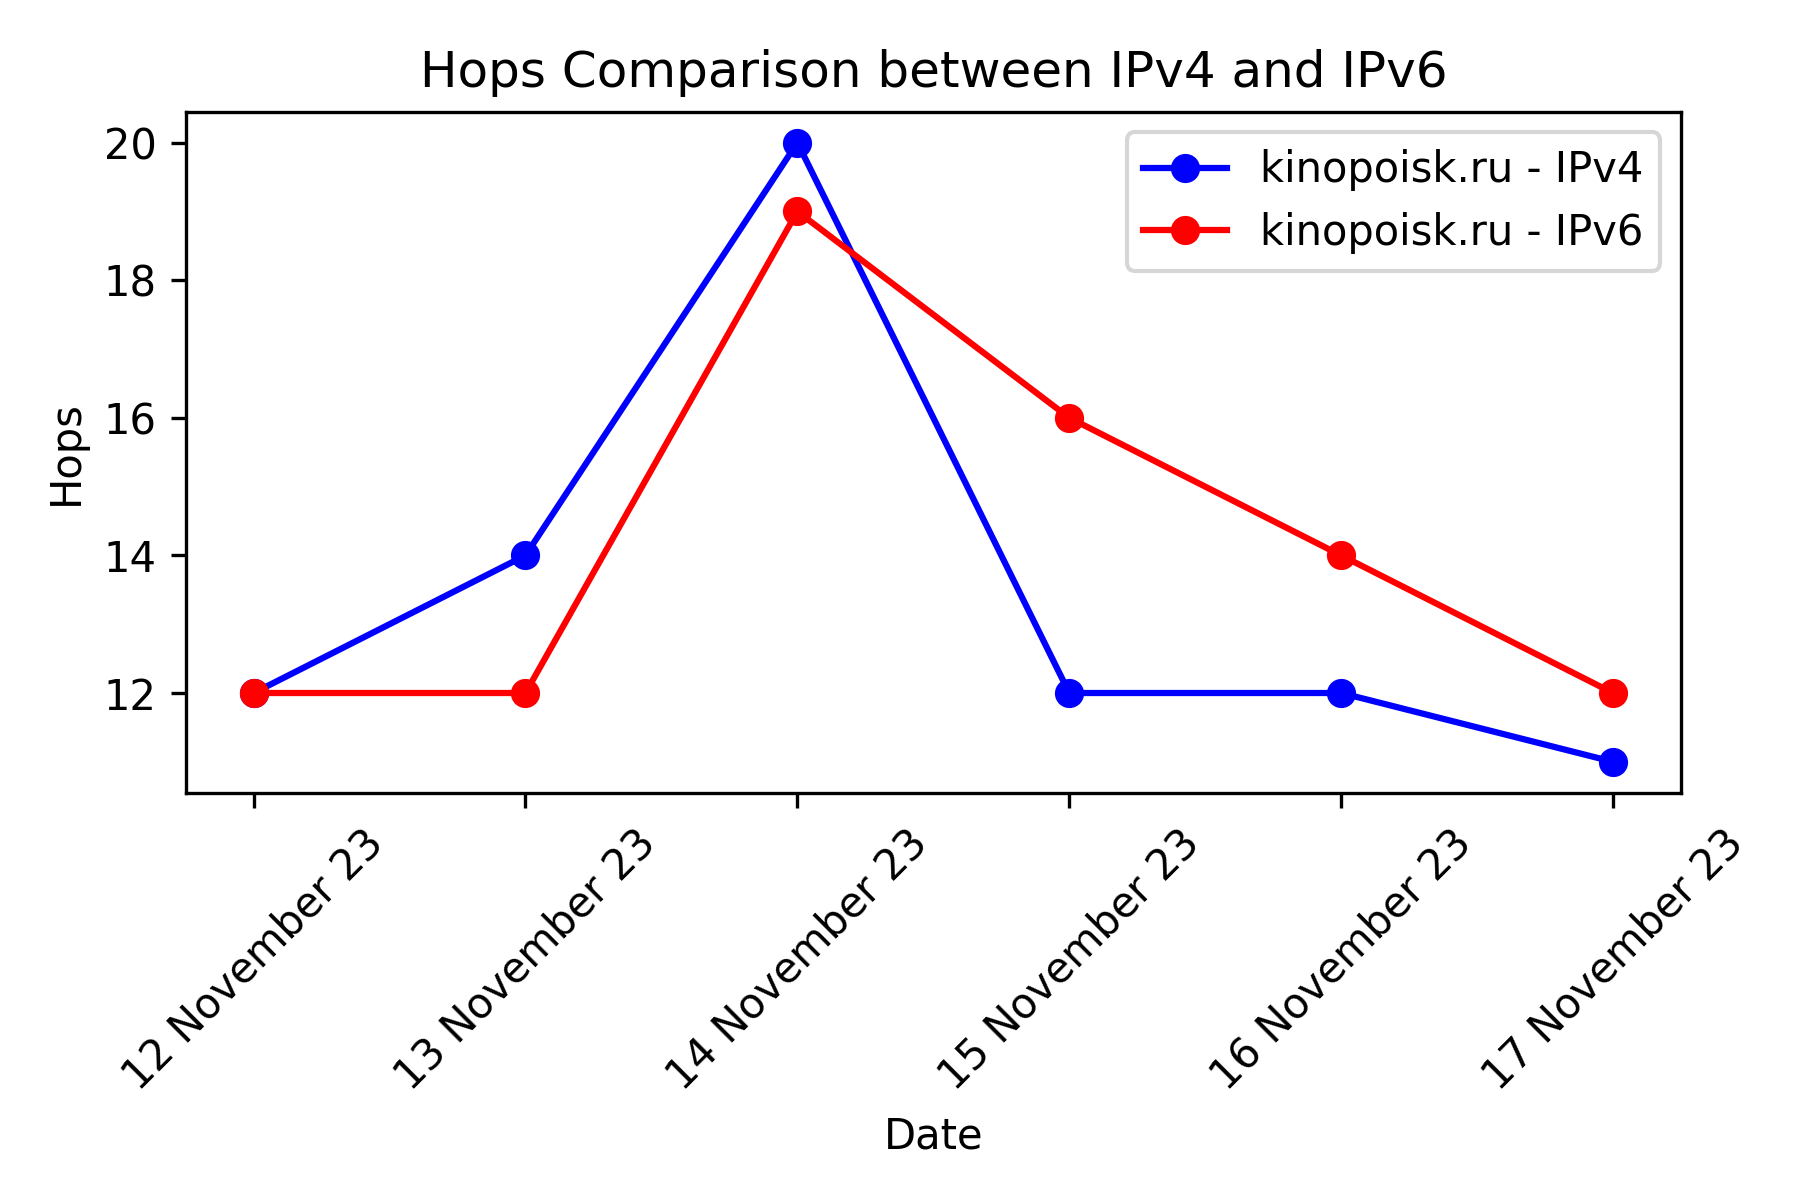 Hops Comparison between IPv4 and IPv6
kinopoisk.ru - IPv4
kinopoisk.ru - IPv6
Hops
20
18
16
14
12
12 November 23
13 November 23
14 November 23
15 November 23
16 November 23
17 November 23
Date